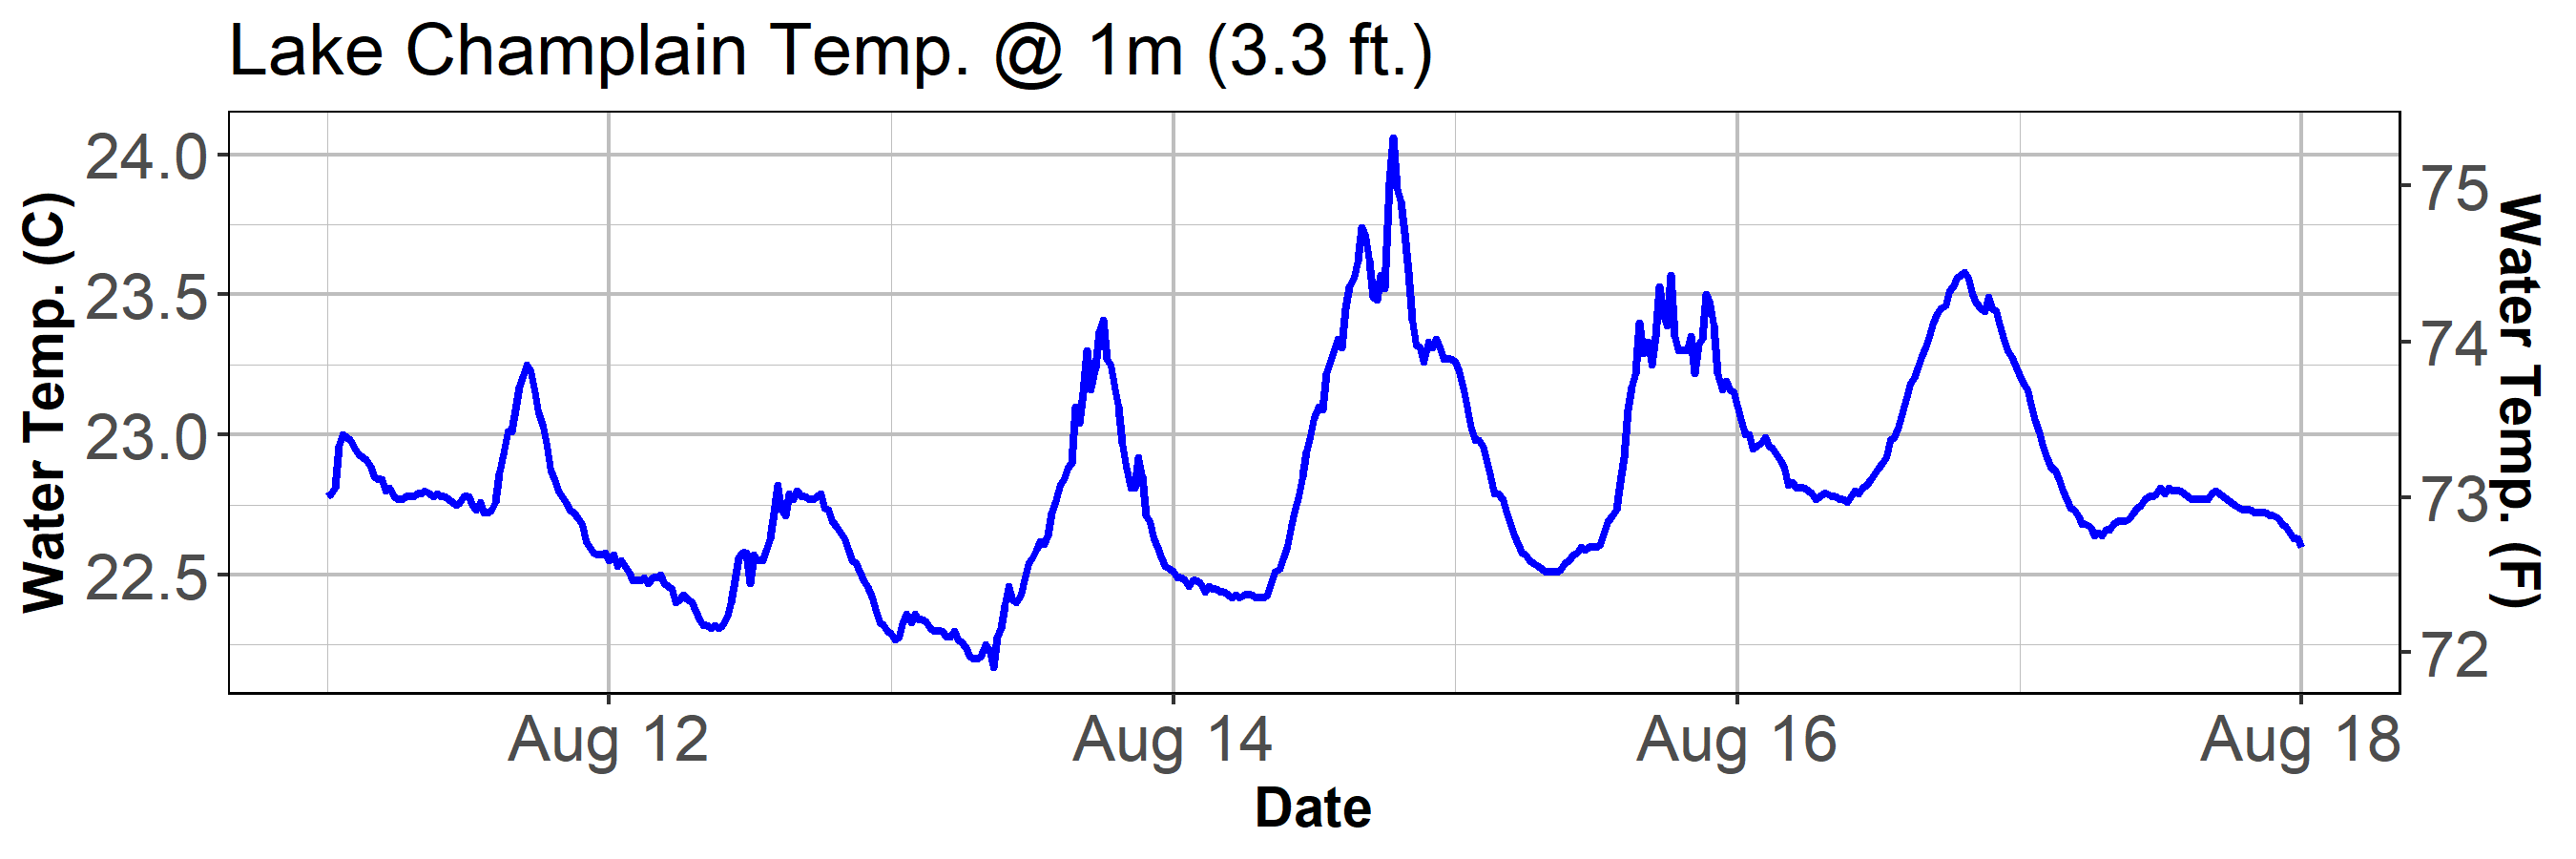 Lake Champlain Temp. @ 1m (3.3 ft.)
Water Temp. (C)
24.0
23.5
23.0
22.5
75
74
73
72
Water Temp. (F)
Aug 12 Aug 14 Aug 16 Aug 18
Date